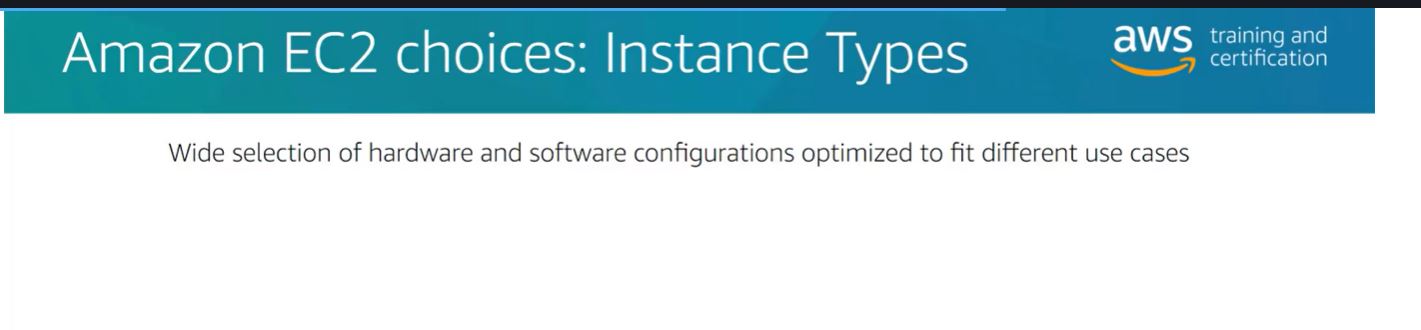 Amazon EC2 choices: Instance Types
aws training and
certification
Wide selection of hardware and software configurations optimized to fit different use cases